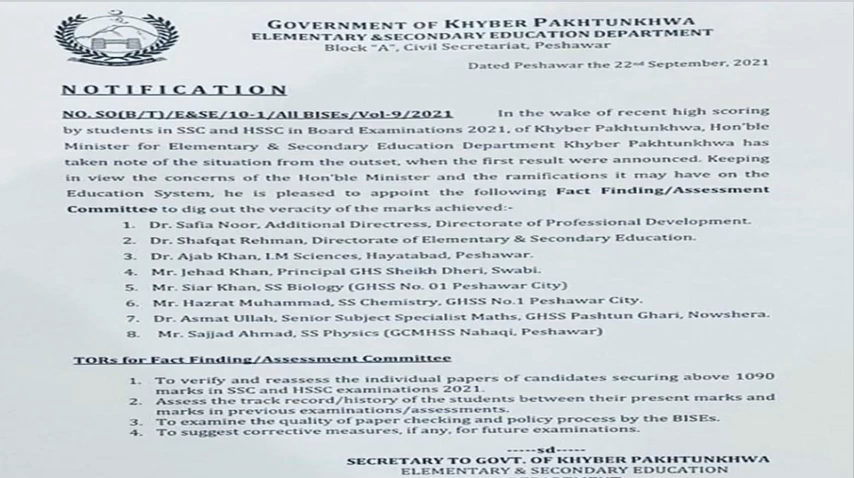 GOVERNMENT OF KHYBER PAKHTUNKHWA
ELEMENTARY &SECONDARY EDUCATION DEPARTMENT
Block "A", Civil Secretariat, Peshawar
Dated Peshawar the 22nd September, 2021
NOTIFICATION
NO. SO(B/T)/E&SE/10-1/All BISEs/Vol-9/2021 In the wake of recent high scoring
by students in SSC and HSSC in Board Examinations 2021, of Khyber Pakhtunkhwa, Hon'ble
Minister for Elementary & Secondary Education Department Khyber Pakhtunkhwa has
taken note of the situation from the outset, when the first result were announced. Keeping
in view the concerns of the Hon'ble Minister and the ramifications it may have on the
Education System, he is pleased to appoint the following Fact Finding/Assessment
Committee to dig out the veracity of the marks achieved:-
1. Dr. Safia Noor, Additional Directress, Directorate of Professional Development.
2. Dr. Shafqat Rehman, Directorate of Elementary & Secondary Education.
3. Dr. Ajab Khan, I.M Sciences, Hayatabad, Peshawar.
4. Mr. Jehad Khan, Principal GHS Sheikh Dheri, Swabi.
5. Mr. Siar Khan, SS Biology (GHSS No. 01 Peshawar City)
6. Mr. Hazrat Muhammad, SS Chemistry, GHSS No.1 Peshawar City.
7. Dr. Asmat Ullah, Senior Subject Specialist Maths, GHSS Pashtun Ghari, Nowshera.
8. Mr. Sajjad Ahmad, SS Physics (GCMHSS Nahaqi, Peshawar)
TORs for Fact Finding/Assessment Committee
1. To verify and reassess the individual papers of candidates securing above 1090
marks in SSC and HSSC examinations 2021.
2. Assess the track record/history of the students between their present marks and
marks in previous examinations/assessments.
3. To examine the quality of paper checking and policy process by the BISEs.
4. To suggest corrective measures, if any, for future examinations.
-----sd-----
SECRETARY TO GOVT. OF KHYBER PAKHTUNKHWA
ELEMENTARY & SECONDARY EDUCATION